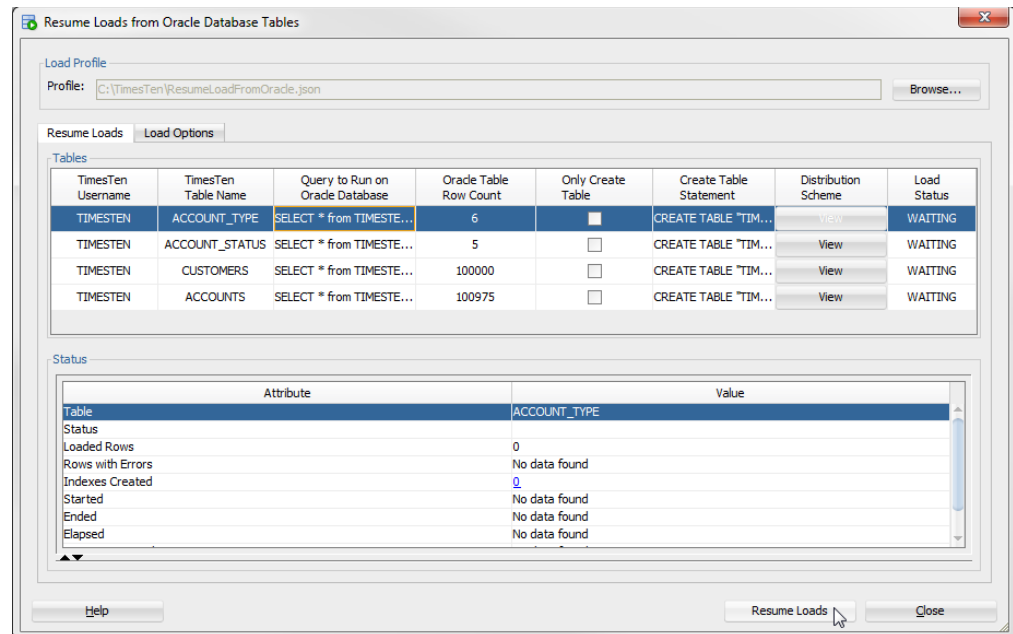 Resume Loads from Oracle Database Tables
Load Profile
Profile: C:\TimesTen\ResumeLoadFromOracle.json Browse...
Resume Loads Load Options
Tables
TimesTen Username TimesTen Table Name Query to Run on Oracle Database Oracle Table Row Count Only Create Table Create Table Statement Distribution Scheme Load Status
TIMESTEN ACCOUNT_TYPE SELECT * from TIMESTE... 6 CREATE TABLE "TIM... View WAITING
TIMESTEN ACCOUNT_STATUS SELECT * from TIMESTE... 5 CREATE TABLE "TIM... View WAITING
TIMESTEN CUSTOMERS SELECT * from TIMESTE... 100000 CREATE TABLE "TIM... View WAITING
TIMESTEN ACCOUNTS SELECT * from TIMESTE... 100975 CREATE TABLE "TIM... View WAITING
Status
Attribute Value
Table ACCOUNT_TYPE
Status
Loaded Rows 0
Rows with Errors No data found
Indexes Created 0
Started No data found
Ended No data found
Elapsed No data found
Help Resume Loads Close